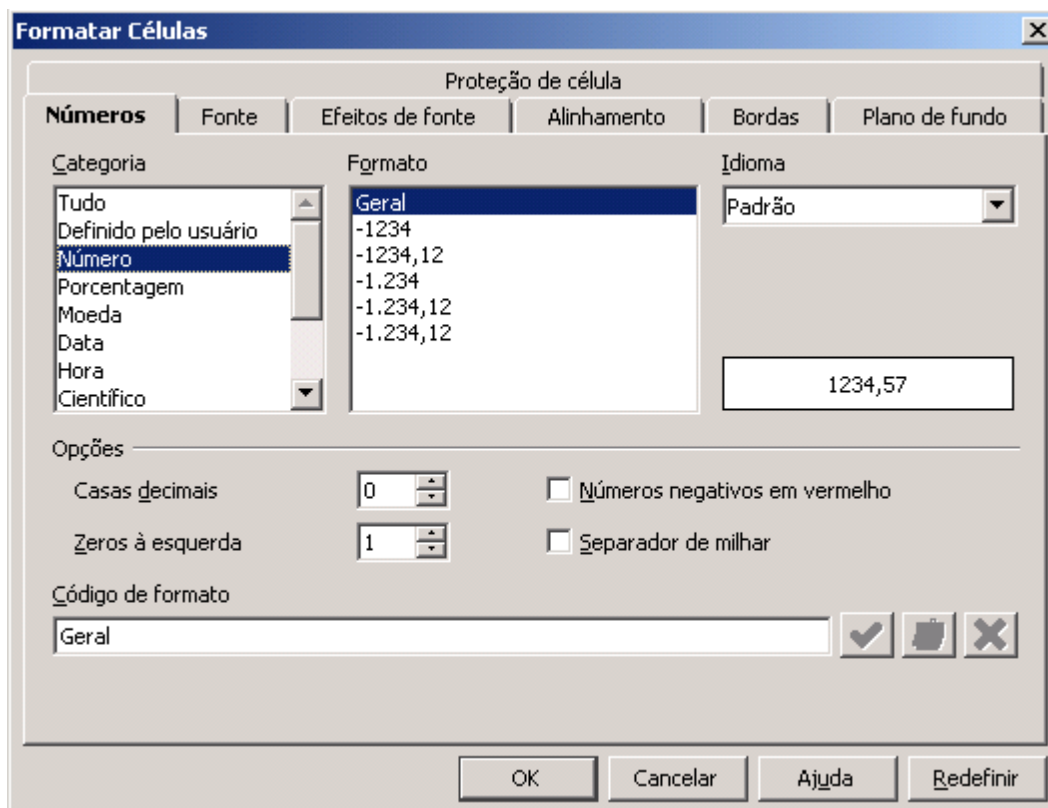 Formatar Células
Proteção de célula
Números Fonte Efeitos de fonte Alinhamento Bordas Plano de fundo
Categoria Formato Idioma
Tudo Geral Padrão
Definido pelo usuário -1234
Número -1234,12
Porcentagem -1.234
Moeda -1.234,12
Data -1.234,12
Hora
Científico
1234,57
Opções
Casas decimais 0 Números negativos em vermelho
Zeros à esquerda 1 Separador de milhar
Código de formato
Geral
OK Cancelar Ajuda Redefinir